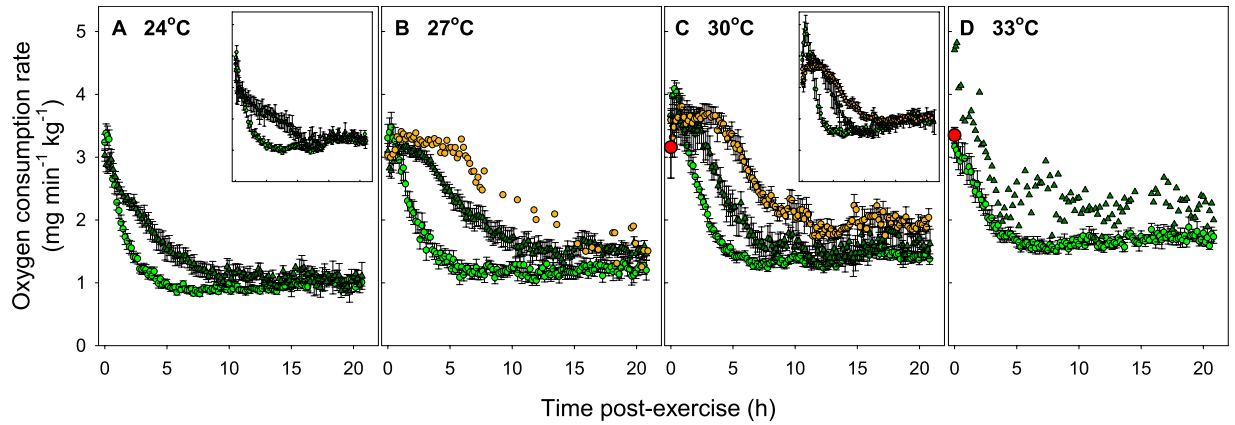 A 24°C
B 27°C
C 30°C
D 33°C
Oxygen consumption rate
(mg min⁻¹ kg⁻¹)
5
4
3
2
1
0
0 5 10 15 20
0 5 10 15 20
0 5 10 15 20
0 5 10 15 20
Time post-exercise (h)